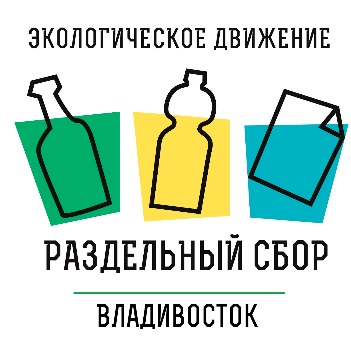 ЭКОЛОГИЧЕСКОЕ ДВИЖЕНИЕ
РАЗДЕЛЬНЫЙ СБОР
ВЛАДИВОСТОК